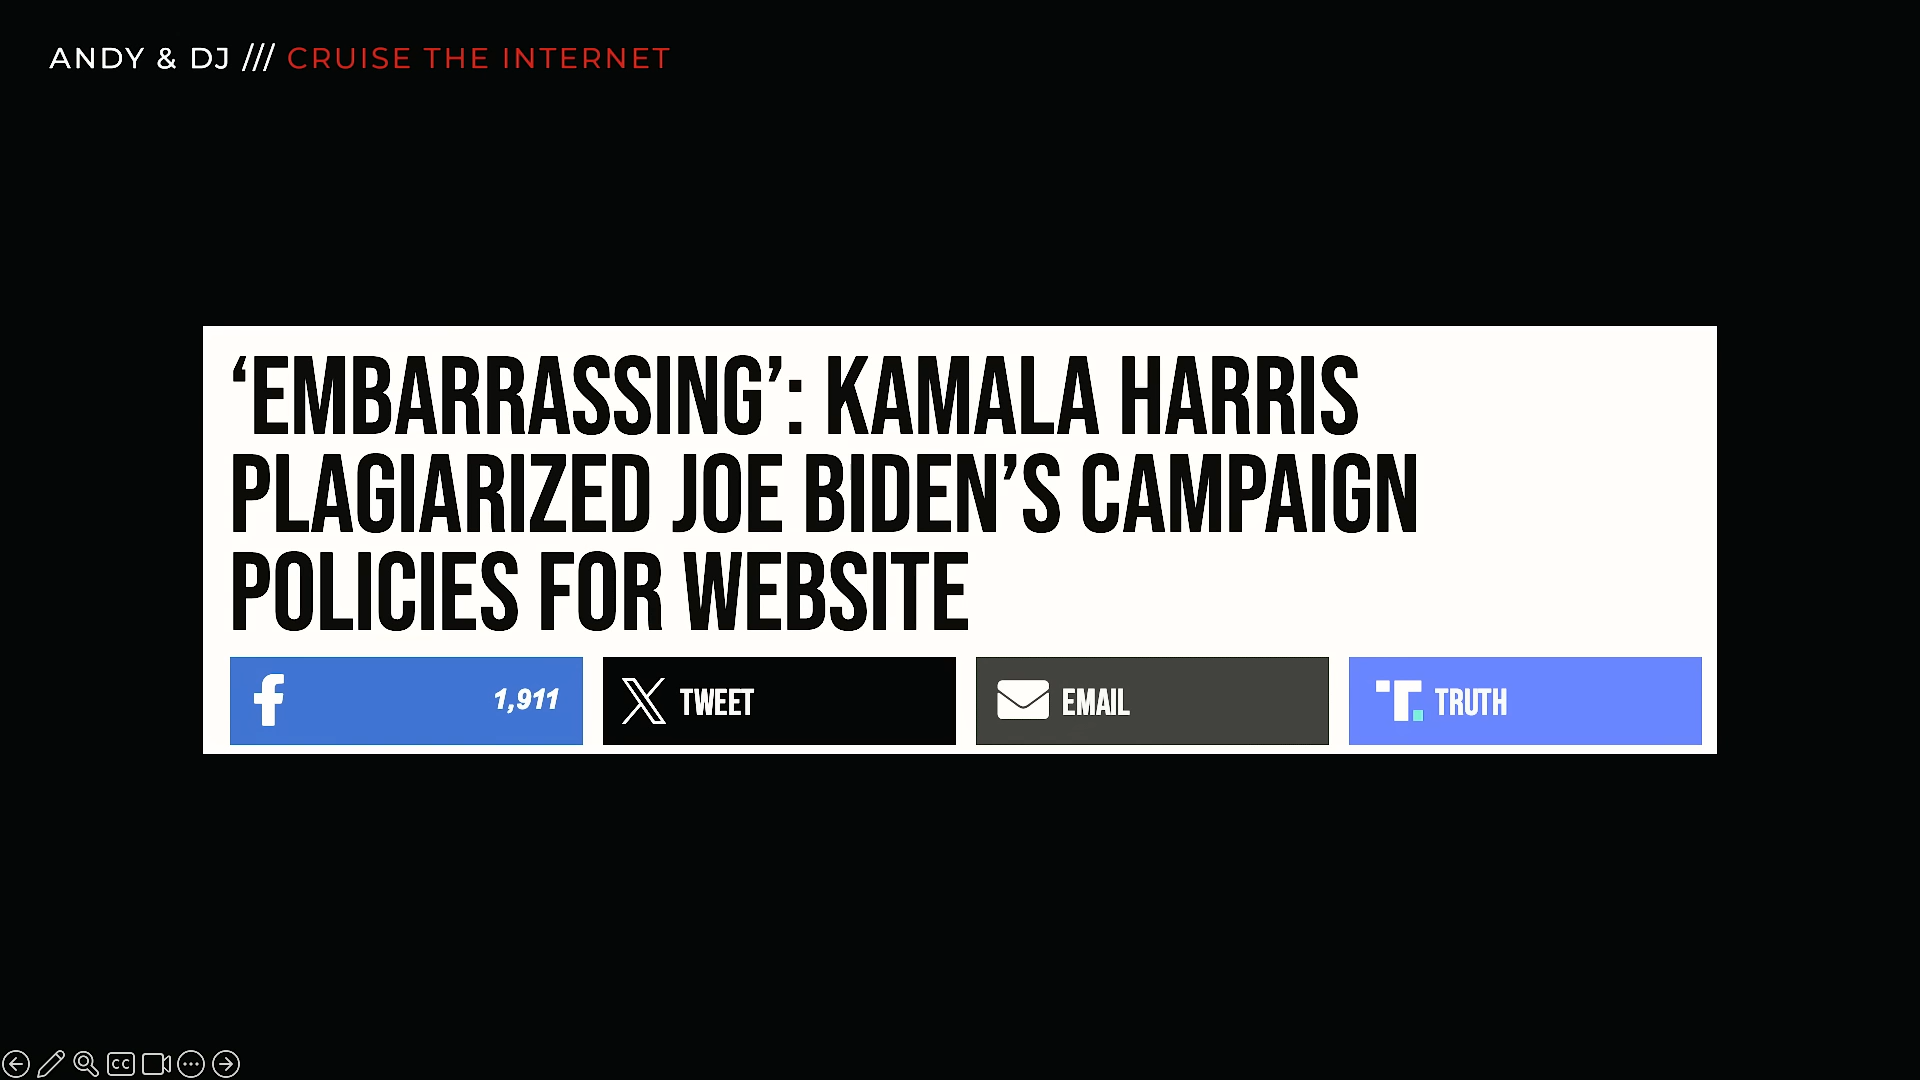 ANDY & DJ /// CRUISE THE INTERNET
‘EMBARRASSING’: KAMALA HARRIS
PLAGIARIZED JOE BIDEN’S CAMPAIGN
POLICIES FOR WEBSITE
1,911 TWEET EMAIL TRUTH
CC